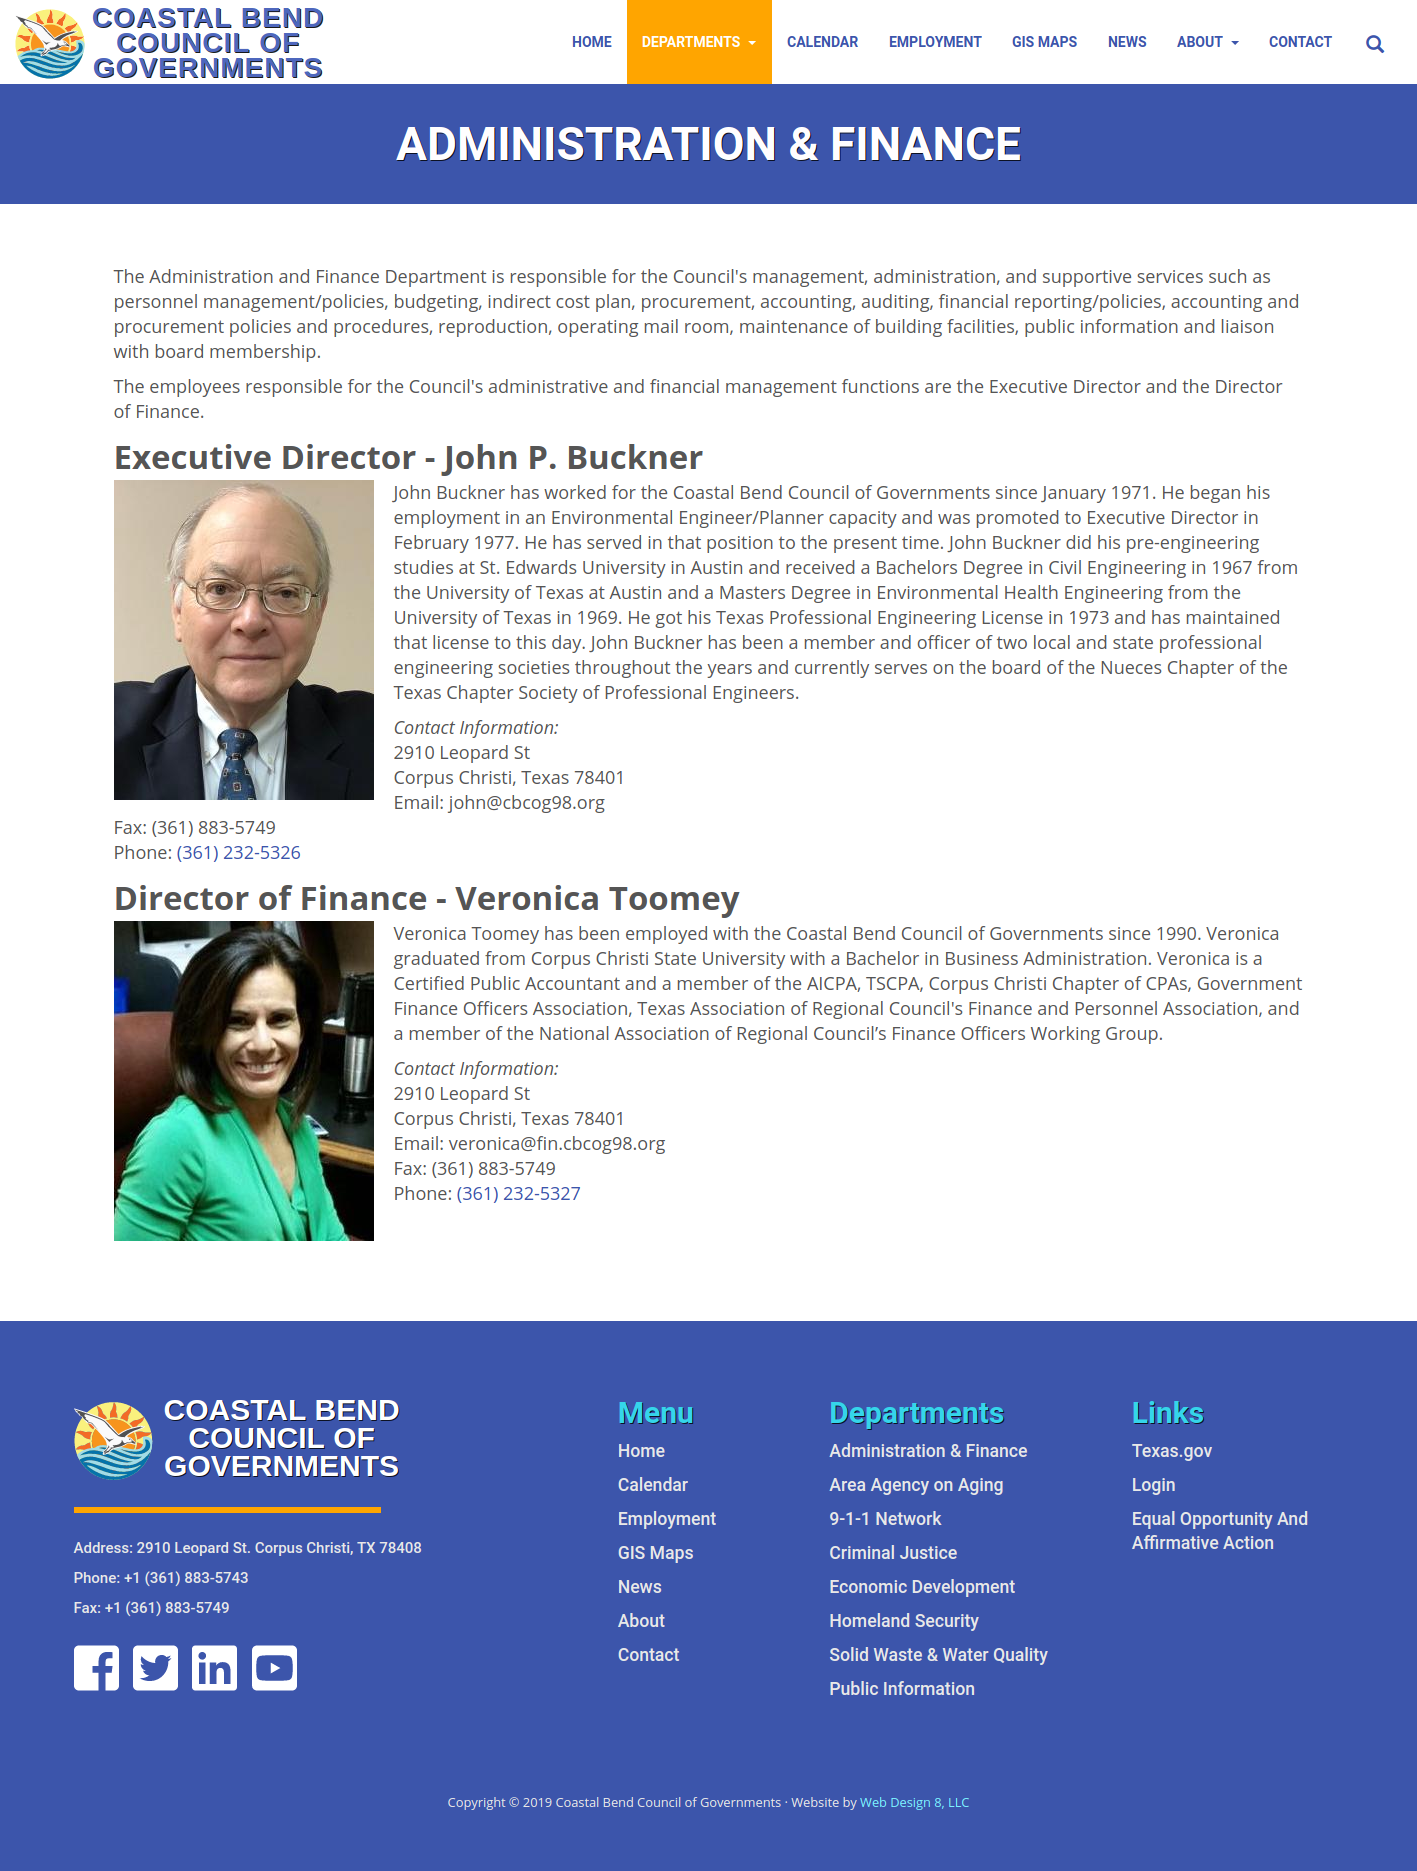 COASTAL BEND
COUNCIL OF
GOVERNMENTS
HOME DEPARTMENTS CALENDAR EMPLOYMENT GIS MAPS NEWS ABOUT CONTACT
ADMINISTRATION & FINANCE
The Administration and Finance Department is responsible for the Council's management, administration, and supportive services such as
personnel management/policies, budgeting, indirect cost plan, procurement, accounting, auditing, financial reporting/policies, accounting and
procurement policies and procedures, reproduction, operating mail room, maintenance of building facilities, public information and liaison
with board membership.
The employees responsible for the Council's administrative and financial management functions are the Executive Director and the Director
of Finance.
Executive Director - John P. Buckner
John Buckner has worked for the Coastal Bend Council of Governments since January 1971. He began his
employment in an Environmental Engineer/Planner capacity and was promoted to Executive Director in
February 1977. He has served in that position to the present time. John Buckner did his pre-engineering
studies at St. Edwards University in Austin and received a Bachelors Degree in Civil Engineering in 1967 from
the University of Texas at Austin and a Masters Degree in Environmental Health Engineering from the
University of Texas in 1969. He got his Texas Professional Engineering License in 1973 and has maintained
that license to this day. John Buckner has been a member and officer of two local and state professional
engineering societies throughout the years and currently serves on the board of the Nueces Chapter of the
Texas Chapter Society of Professional Engineers.
Contact Information:
2910 Leopard St
Corpus Christi, Texas 78401
Email: john@cbcog98.org
Fax: (361) 883-5749
Phone: (361) 232-5326
Director of Finance - Veronica Toomey
Veronica Toomey has been employed with the Coastal Bend Council of Governments since 1990. Veronica
graduated from Corpus Christi State University with a Bachelor in Business Administration. Veronica is a
Certified Public Accountant and a member of the AICPA, TSCPA, Corpus Christi Chapter of CPAs, Government
Finance Officers Association, Texas Association of Regional Council's Finance and Personnel Association, and
a member of the National Association of Regional Council’s Finance Officers Working Group.
Contact Information:
2910 Leopard St
Corpus Christi, Texas 78401
Email: veronica@fin.cbcog98.org
Fax: (361) 883-5749
Phone: (361) 232-5327
COASTAL BEND
COUNCIL OF
GOVERNMENTS
Address: 2910 Leopard St. Corpus Christi, TX 78408
Phone: +1 (361) 883-5743
Fax: +1 (361) 883-5749
Menu
Home
Calendar
Employment
GIS Maps
News
About
Contact
Departments
Administration & Finance
Area Agency on Aging
9-1-1 Network
Criminal Justice
Economic Development
Homeland Security
Solid Waste & Water Quality
Public Information
Links
Texas.gov
Login
Equal Opportunity And
Affirmative Action
Copyright © 2019 Coastal Bend Council of Governments · Website by Web Design 8, LLC